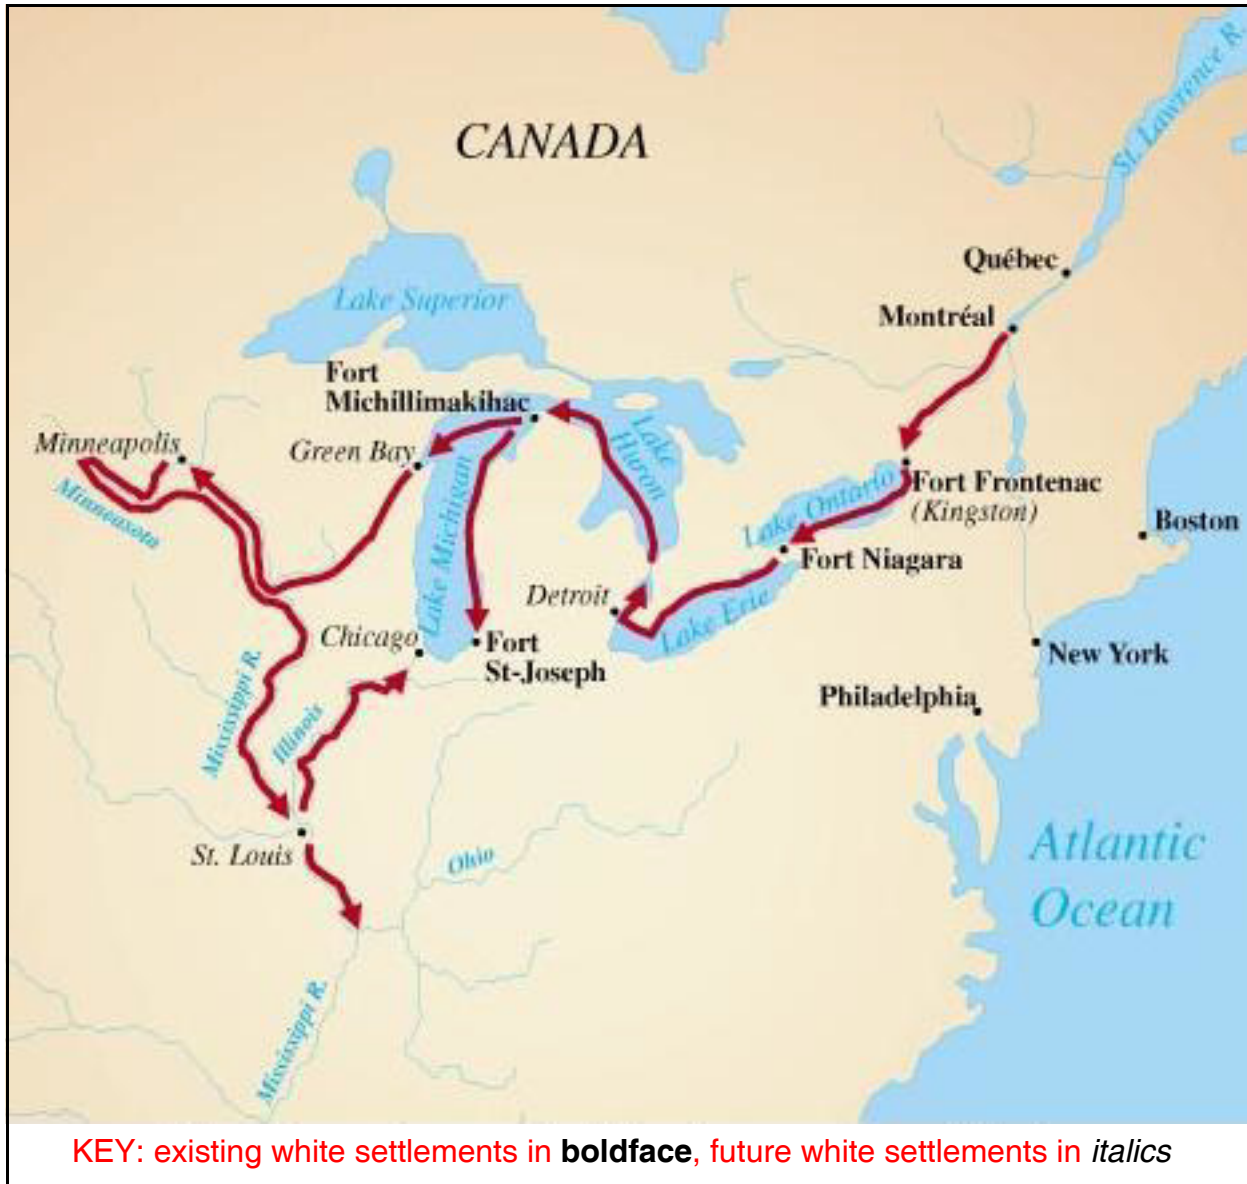 CANADA
St. Lawrence R.
Québec
Montréal
Lake Superior
Fort
Michillimakihac
Minneapolis
Green Bay
Lake
Huron
Minneasota
Lake Michigan
Lake Ontario
Fort Frontenac
(Kingston)
Boston
Fort Niagara
Detroit
Lake Erie
Chicago
Fort
St-Joseph
New York
Philadelphia
Mississippi R.
Illinois
St. Louis
Ohio
Atlantic
Ocean
Mississippi R.
KEY: existing white settlements in boldface, future white settlements in italics